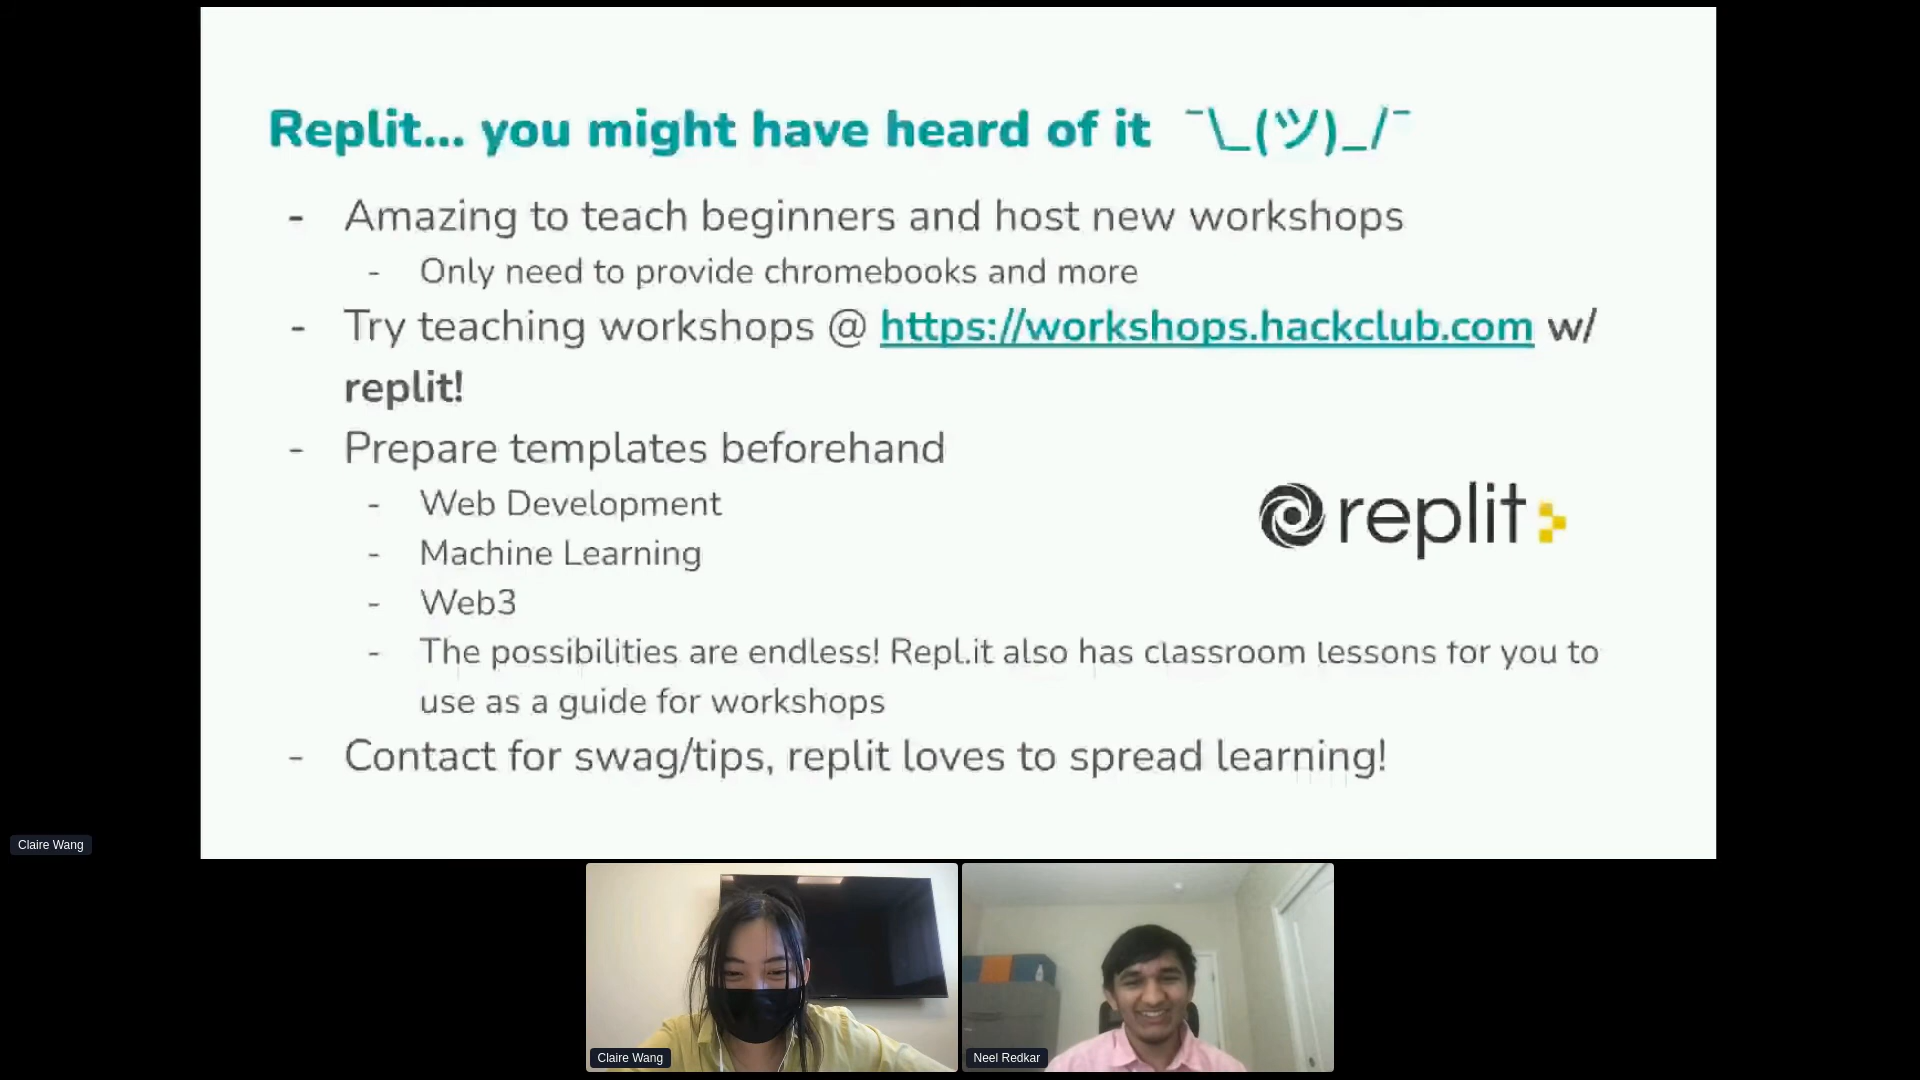 Replit... you might have heard of it ¯\_(ツ)_/¯
- Amazing to teach beginners and host new workshops
- Only need to provide chromebooks and more
- Try teaching workshops @ https://workshops.hackclub.com w/
replit!
- Prepare templates beforehand
- Web Development
- Machine Learning
- Web3
- The possibilities are endless! Repl.it also has classroom lessons for you to
use as a guide for workshops
- Contact for swag/tips, replit loves to spread learning!
replit
Claire Wang
Claire Wang
Neel Redkar